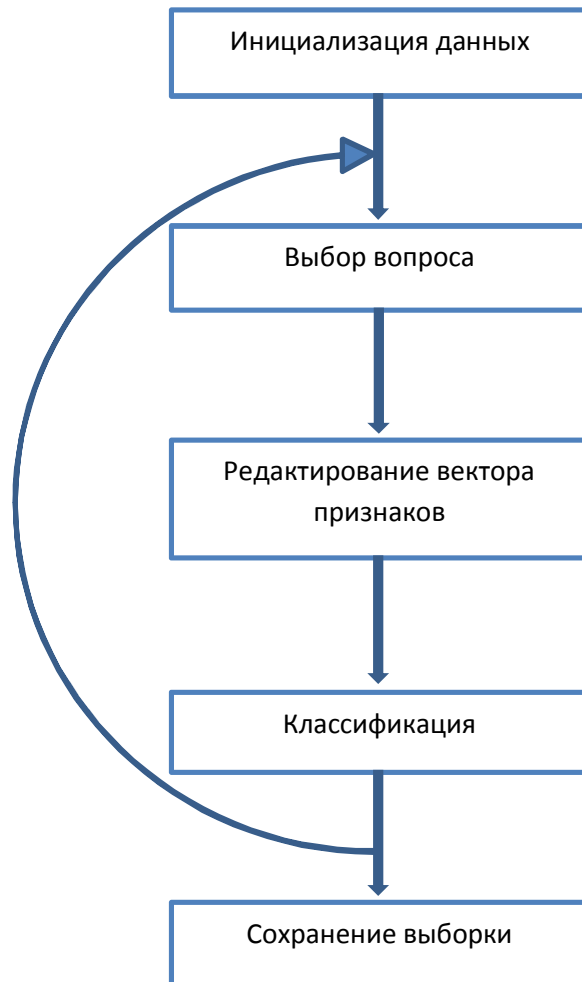 Инициализация данных
Выбор вопроса
Редактирование вектора
признаков
Классификация
Сохранение выборки